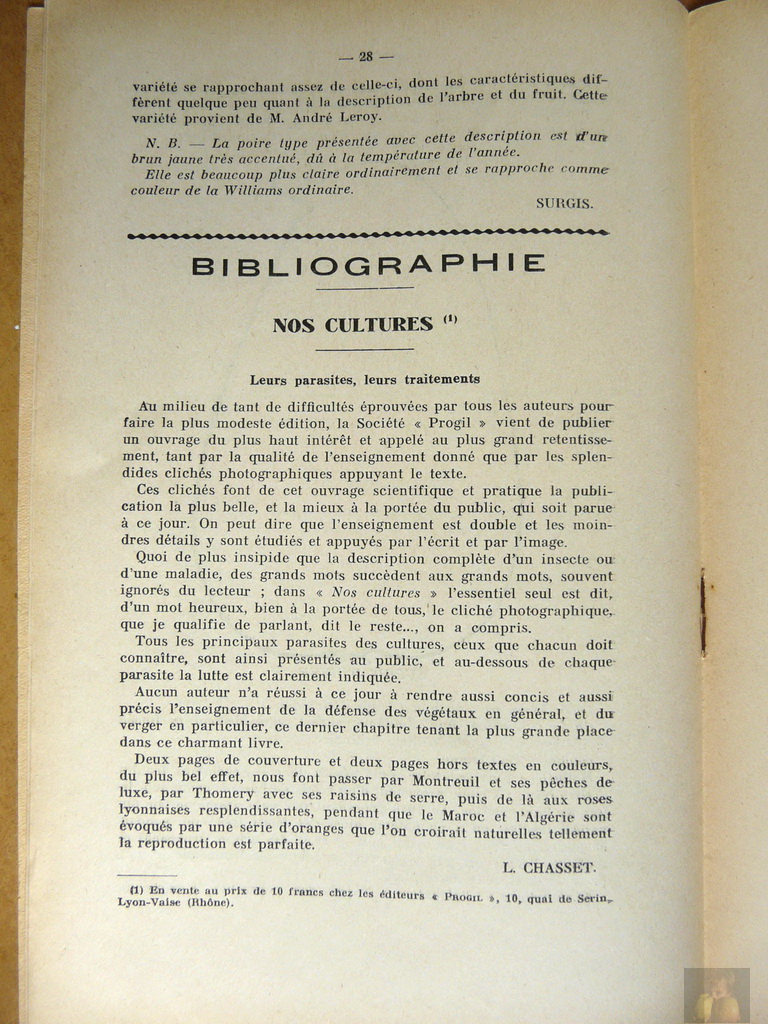 — 28 —
variété se rapprochant assez de celle-ci, dont les caractéristiques dif-
fèrent quelque peu quant à la description de l'arbre et du fruit. Cette
variété provient de M. André Leroy.
N. B. — La poire type présentée avec cette description est d'un
brun jaune très accentué, dû à la température de l'année.
Elle est beaucoup plus claire ordinairement et se rapproche comme
couleur de la Williams ordinaire.
SURGIS.
BIBLIOGRAPHIE
NOS CULTURES (1)
Leurs parasites, leurs traitements
Au milieu de tant de difficultés éprouvées par tous les auteurs pour
faire la plus modeste édition, la Société « Progil » vient de publier
un ouvrage du plus haut intérêt et appelé au plus grand retentisse-
ment, tant par la qualité de l'enseignement donné que par les splen-
dides clichés photographiques appuyant le texte.
Ces clichés font de cet ouvrage scientifique et pratique la publi-
cation la plus belle, et la mieux à la portée du public, qui soit parue
à ce jour. On peut dire que l'enseignement est double et les moin-
dres détails y sont étudiés et appuyés par l'écrit et par l'image.
Quoi de plus insipide que la description complète d'un insecte ou
d'une maladie, des grands mots succèdent aux grands mots, souvent
ignorés du lecteur ; dans « Nos cultures » l'essentiel seul est dit,
d'un mot heureux, bien à la portée de tous, le cliché photographique,
que je qualifie de parlant, dit le reste..., on a compris.
Tous les principaux parasites des cultures, ceux que chacun doit
connaître, sont ainsi présentés au public, et au-dessous de chaque
parasite la lutte est clairement indiquée.
Aucun auteur n'a réussi à ce jour à rendre aussi concis et aussi
précis l'enseignement de la défense des végétaux en général, et du
verger en particulier, ce dernier chapitre tenant la plus grande place
dans ce charmant livre.
Deux pages de couverture et deux pages hors textes en couleurs,
du plus bel effet, nous font passer par Montreuil et ses pêches de
luxe, par Thomery avec ses raisins de serre, puis de là aux roses
lyonnaises resplendissantes, pendant que le Maroc et l'Algérie sont
évoqués par une série d'oranges que l'on croirait naturelles tellement
la reproduction est parfaite.
L. CHASSET.
(1) En vente au prix de 10 francs chez les éditeurs « PROGIL », 10, quai de Serin,
Lyon-Vaise (Rhône).